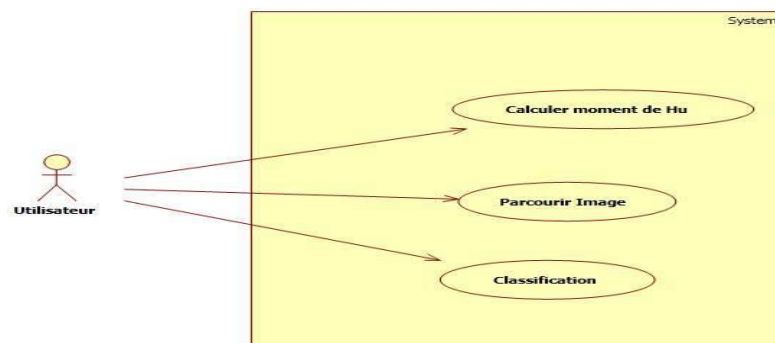 System
Calculer moment de Hu
Utilisateur
Parcourir Image
Classification